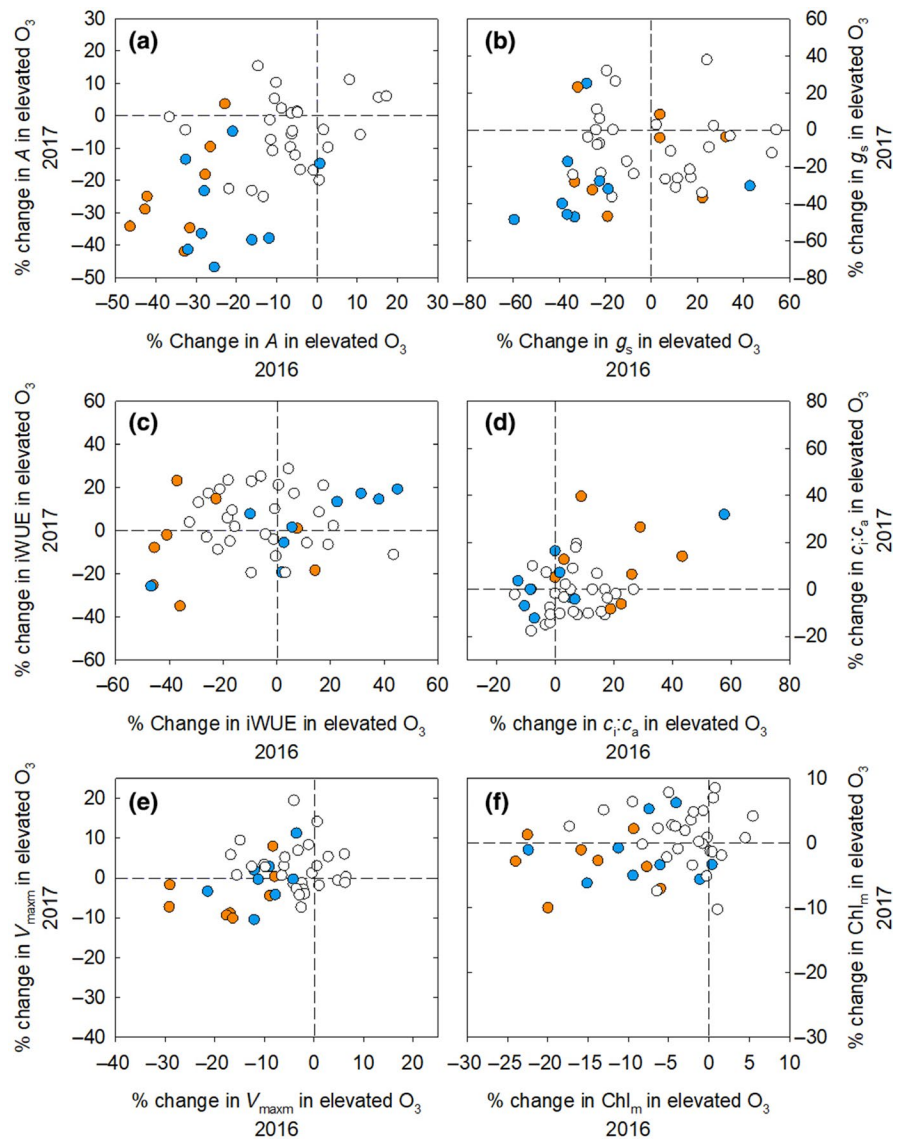 (a)
30
20
10
0
–10
–20
–30
–40
–50
–50 –40 –30 –20 –10 0 10 20 30
% change in A in elevated O₃
2017
% Change in A in elevated O₃
2016
(b)
60
40
20
0
–20
–40
–60
–80
–80 –60 –40 –20 0 20 40 60
% change in gₛ in elevated O₃
2017
% Change in gₛ in elevated O₃
2016
(c)
60
40
20
0
–20
–40
–60
–60 –40 –20 0 20 40 60
% change in iWUE in elevated O₃
2017
% Change in iWUE in elevated O₃
2016
(d)
80
60
40
20
0
–20
–20 0 20 40 60 80
% change in cᵢ:cₐ in elevated O₃
2017
% change in cᵢ:cₐ in elevated O₃
2016
(e)
20
10
0
–10
–20
–30
–40
–40 –30 –20 –10 0 10 20
% change in Vₘₐₓₘ in elevated O₃
2017
% change in Vₘₐₓₘ in elevated O₃
2016
(f)
10
0
–10
–20
–30
–30 –25 –20 –15 –10 –5 0 5 10
% change in Chlₘ in elevated O₃
2017
% change in Chlₘ in elevated O₃
2016